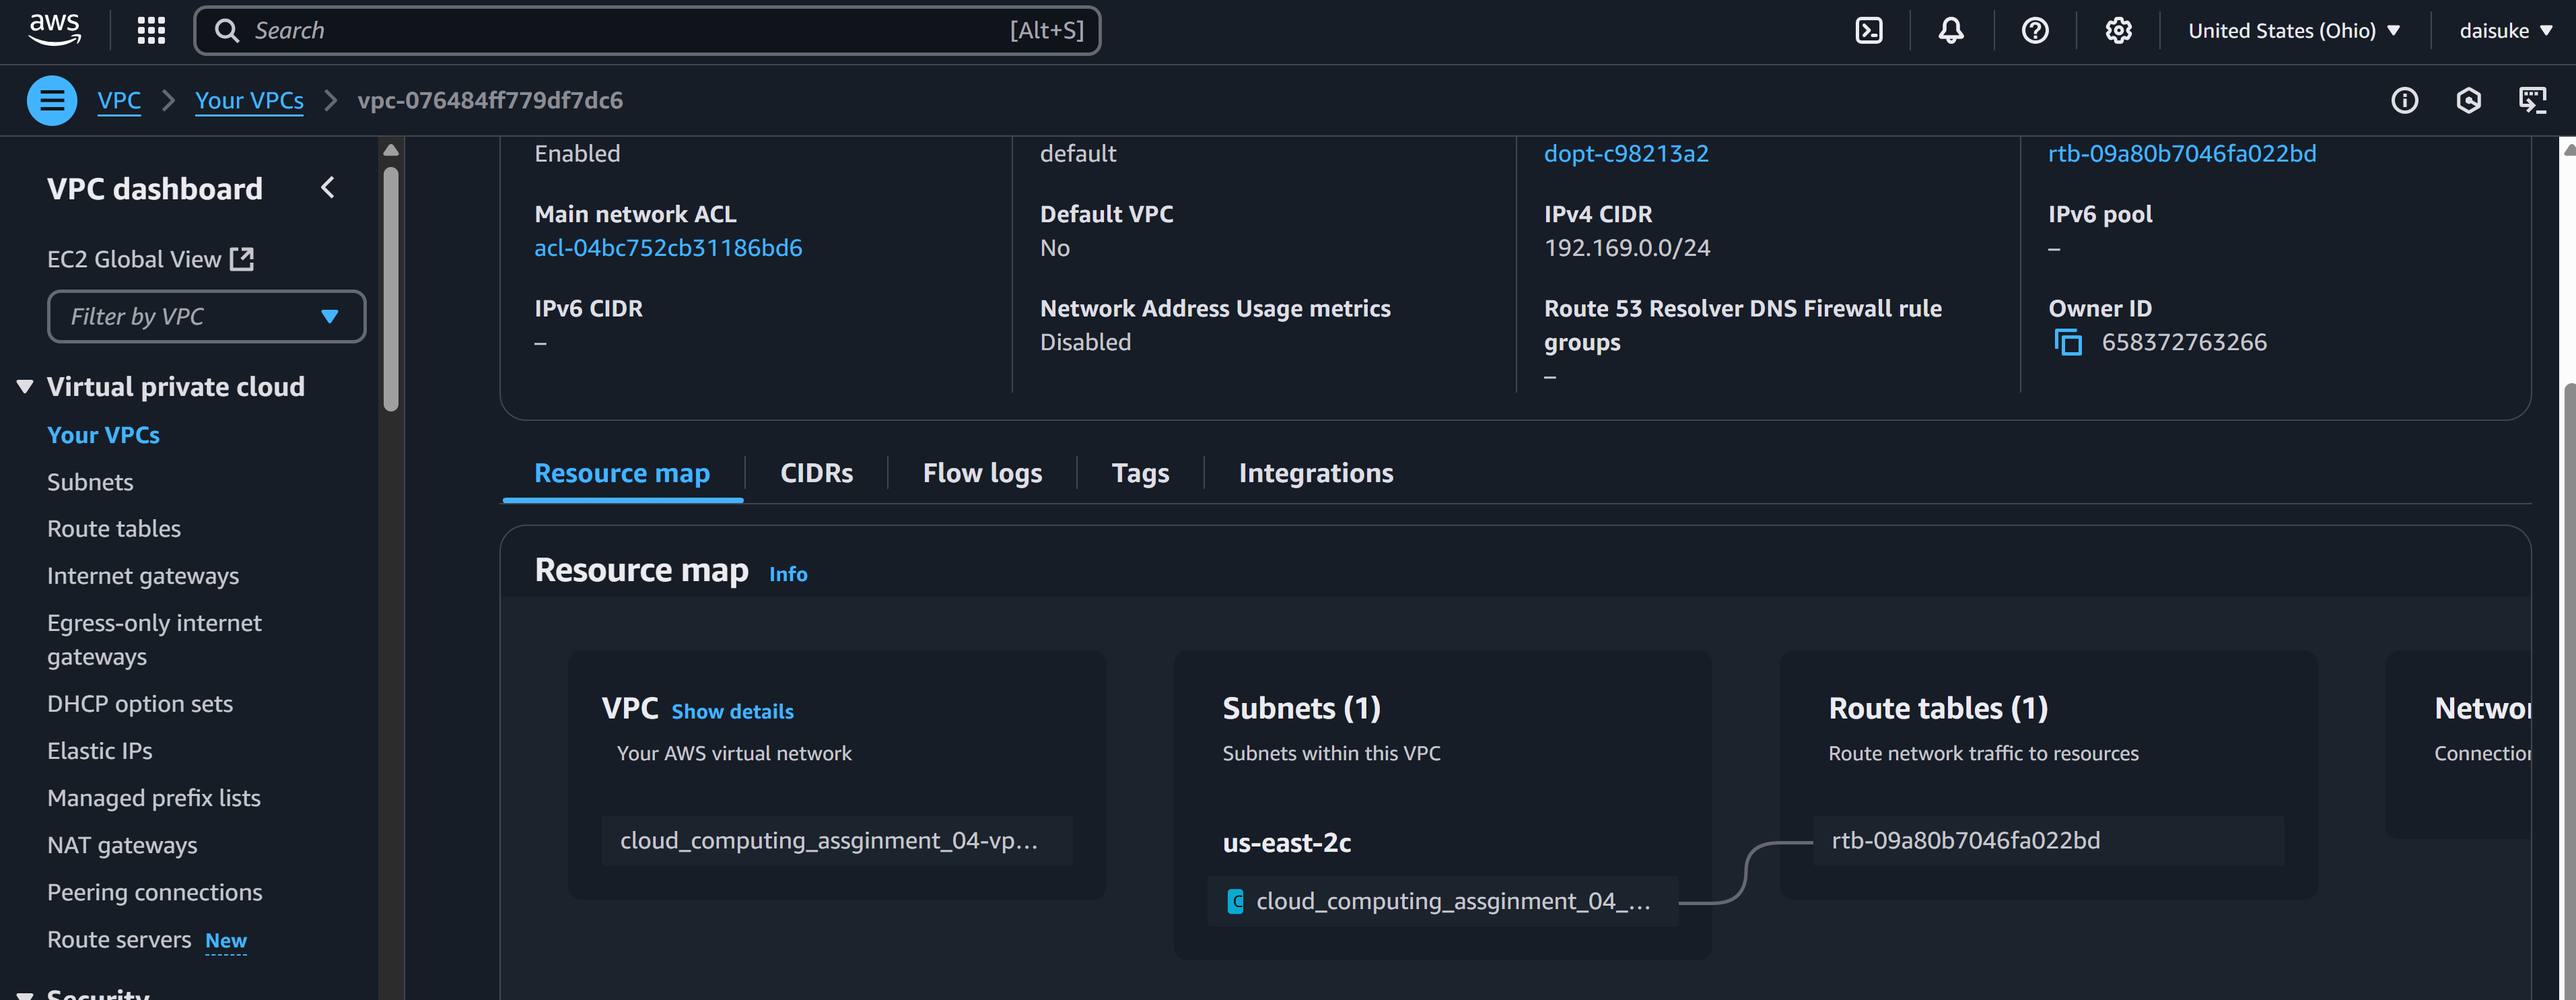 aws
Search [Alt+S]
United States (Ohio)
daisuke
VPC
Your VPCs
vpc-076484ff779df7dc6
VPC dashboard
EC2 Global View
Filter by VPC
Virtual private cloud
Your VPCs
Subnets
Route tables
Internet gateways
Egress-only internet
gateways
DHCP option sets
Elastic IPs
Managed prefix lists
NAT gateways
Peering connections
Route servers New
Security
Enabled
default
dopt-c98213a2
rtb-09a80b7046fa022bd
Main network ACL
acl-04bc752cb31186bd6
Default VPC
No
IPv4 CIDR
192.169.0.0/24
IPv6 pool
–
IPv6 CIDR
–
Network Address Usage metrics
Disabled
Route 53 Resolver DNS Firewall rule
groups
–
Owner ID
658372763266
Resource map
CIDRs
Flow logs
Tags
Integrations
Resource map Info
VPC Show details
Your AWS virtual network
cloud_computing_assginment_04-vp...
Subnets (1)
Subnets within this VPC
us-east-2c
C cloud_computing_assginment_04_...
Route tables (1)
Route network traffic to resources
rtb-09a80b7046fa022bd